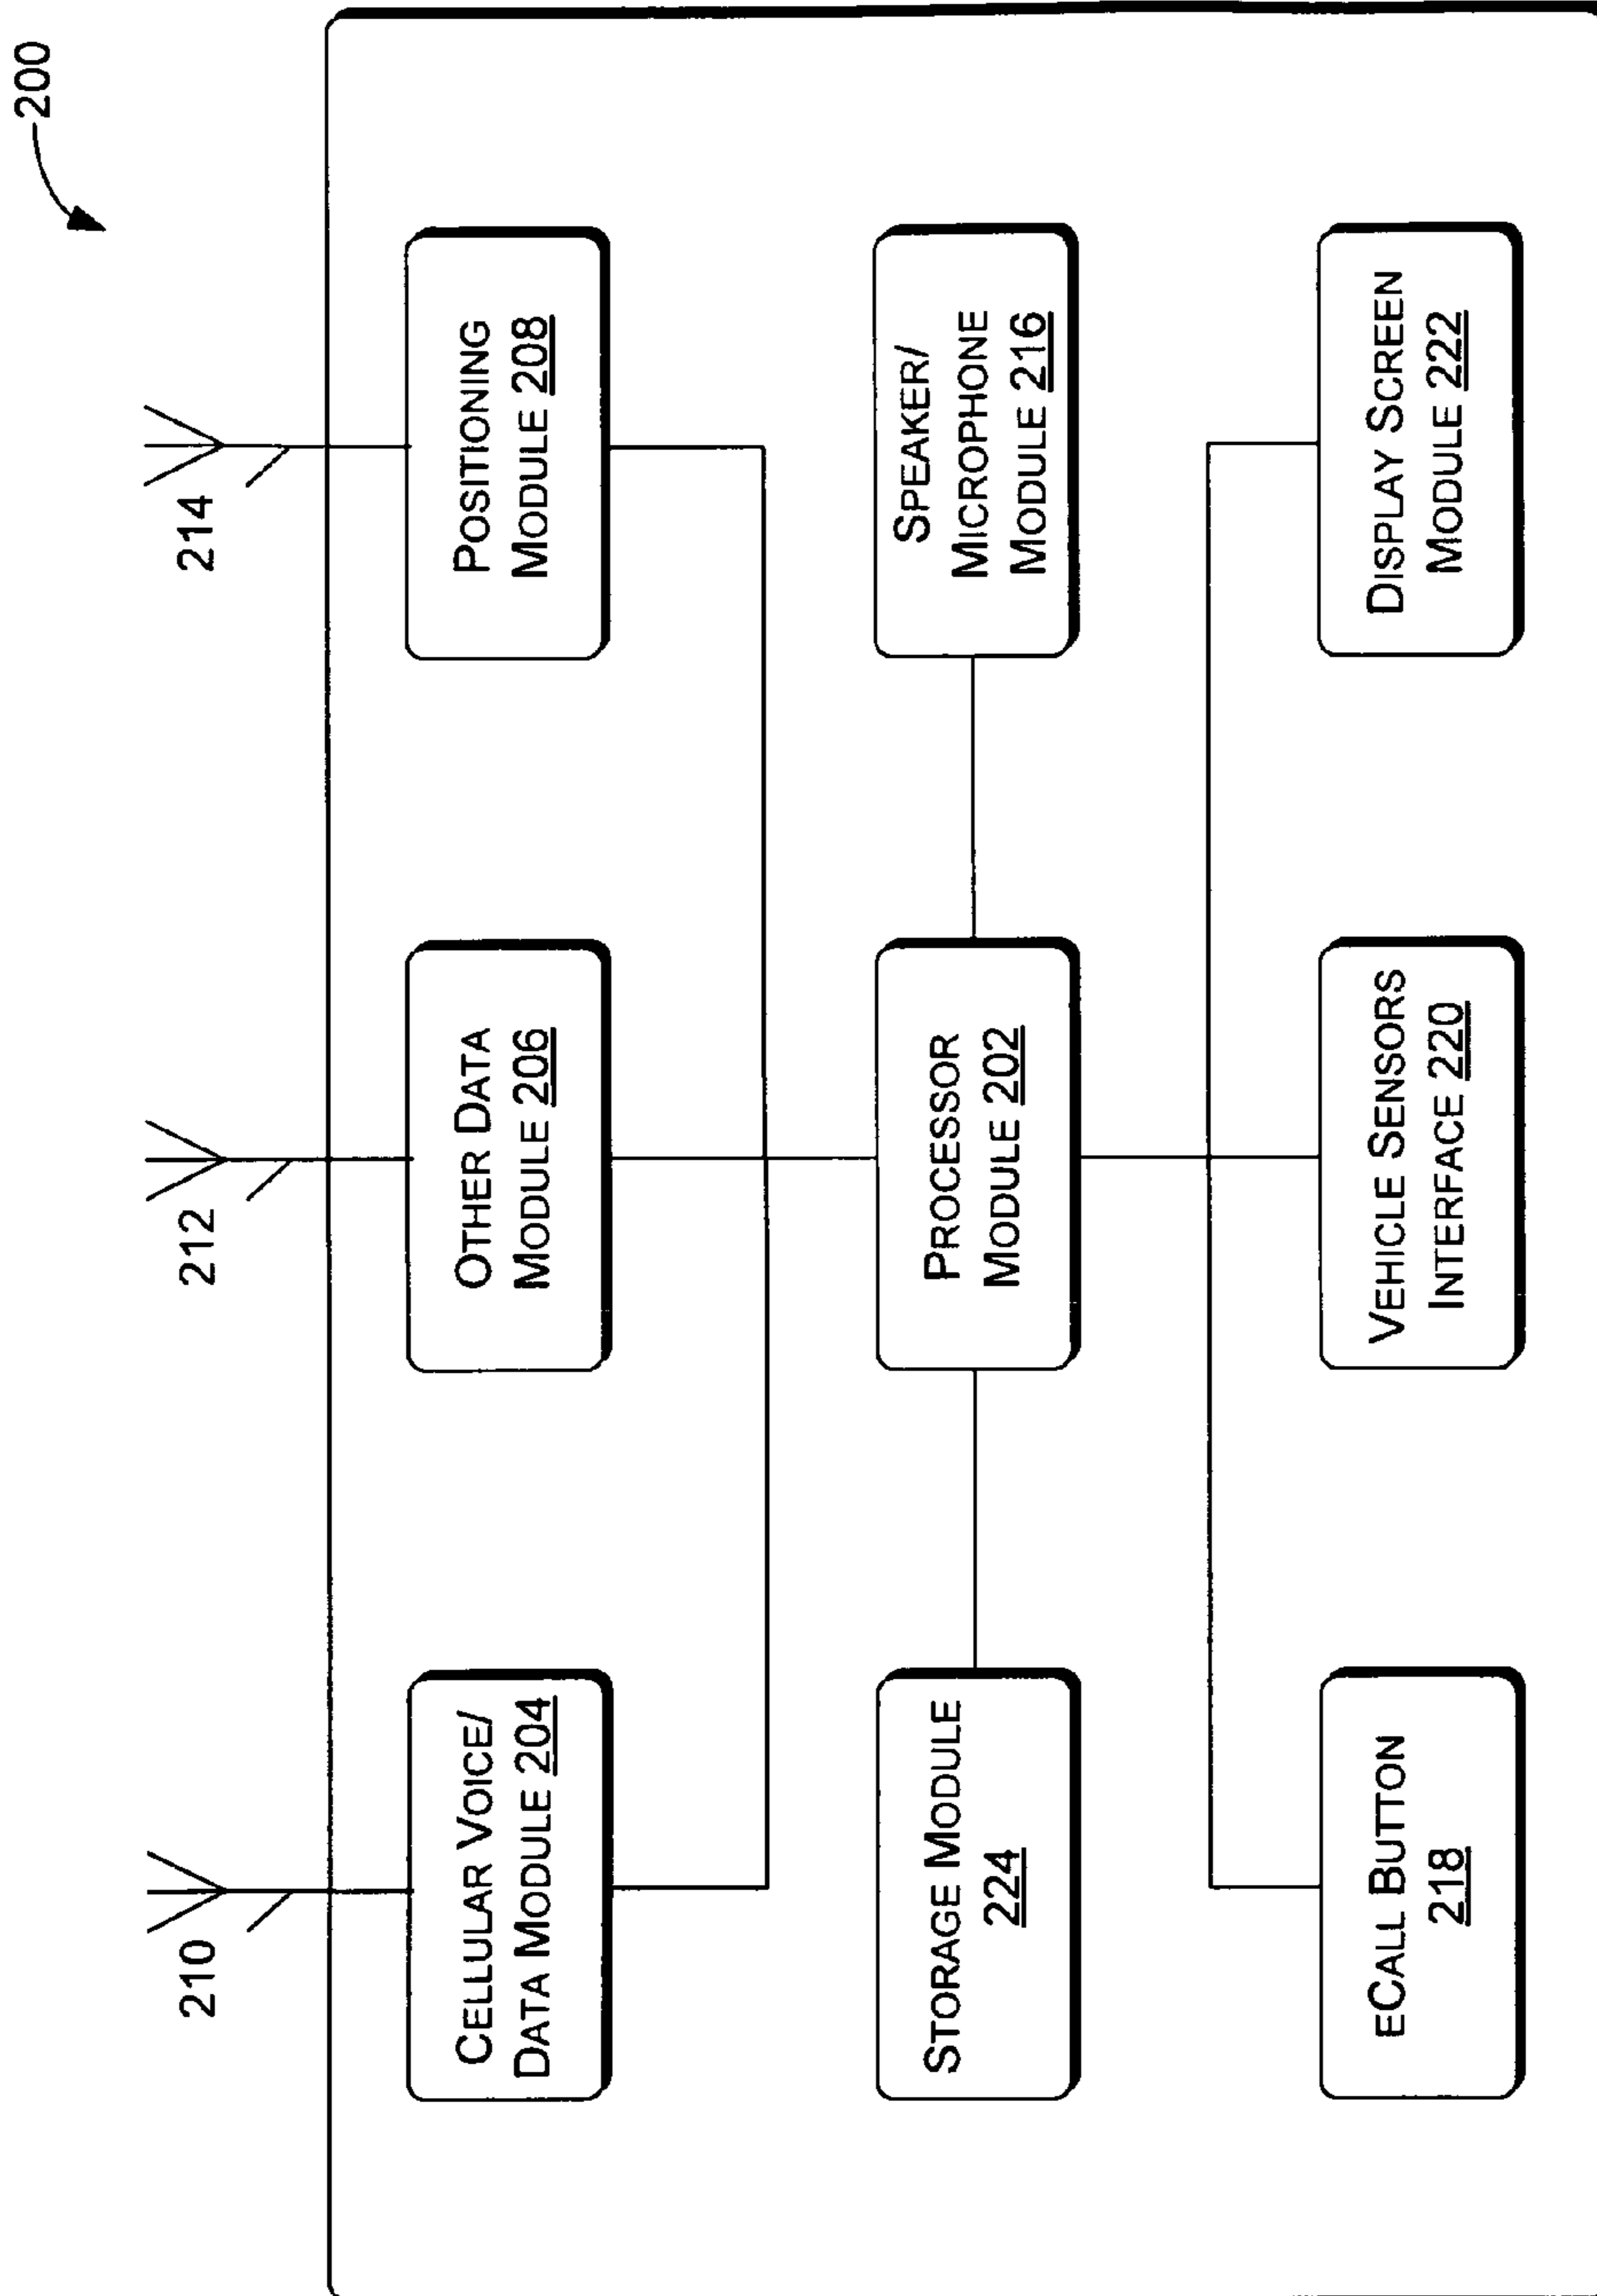 200
210
212
214
CELLULAR VOICE/
DATA MODULE 204
OTHER DATA
MODULE 206
POSITIONING
MODULE 208
STORAGE MODULE
224
PROCESSOR
MODULE 202
SPEAKER/
MICROPHONE
MODULE 216
eCALL BUTTON
218
VEHICLE SENSORS
INTERFACE 220
DISPLAY SCREEN
MODULE 222